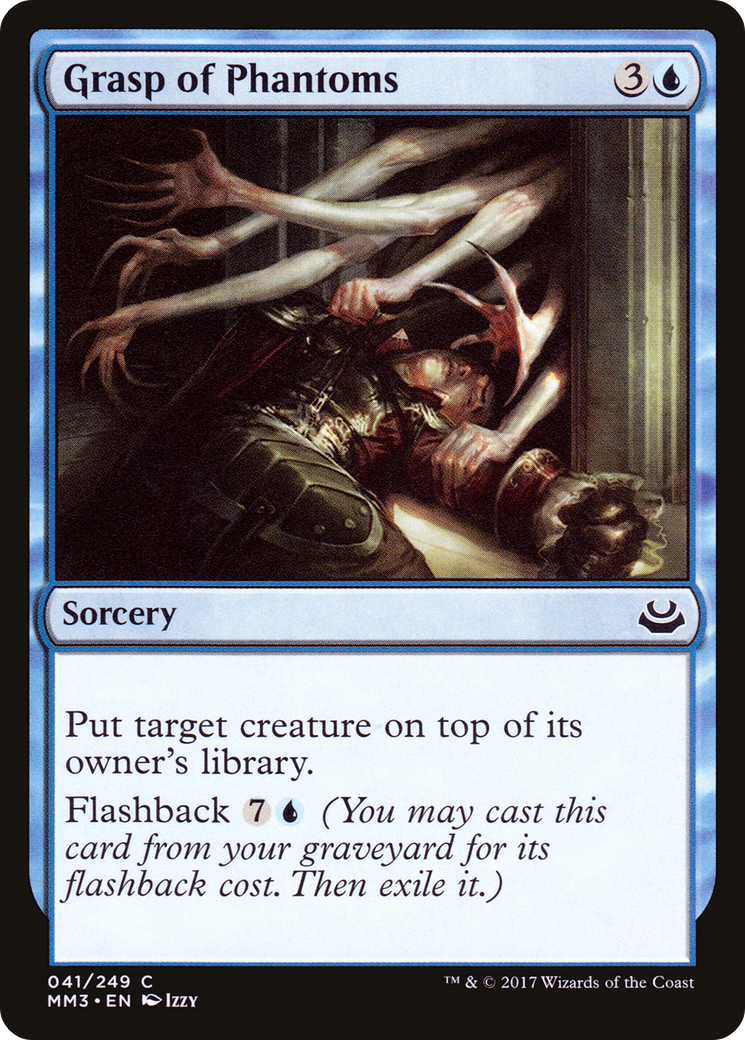 Grasp of Phantoms 3
Sorcery
Put target creature on top of its
owner's library.
Flashback 7 (You may cast this
card from your graveyard for its
flashback cost. Then exile it.)
041/249 C
MM3 • EN Izzy
™ & © 2017 Wizards of the Coast